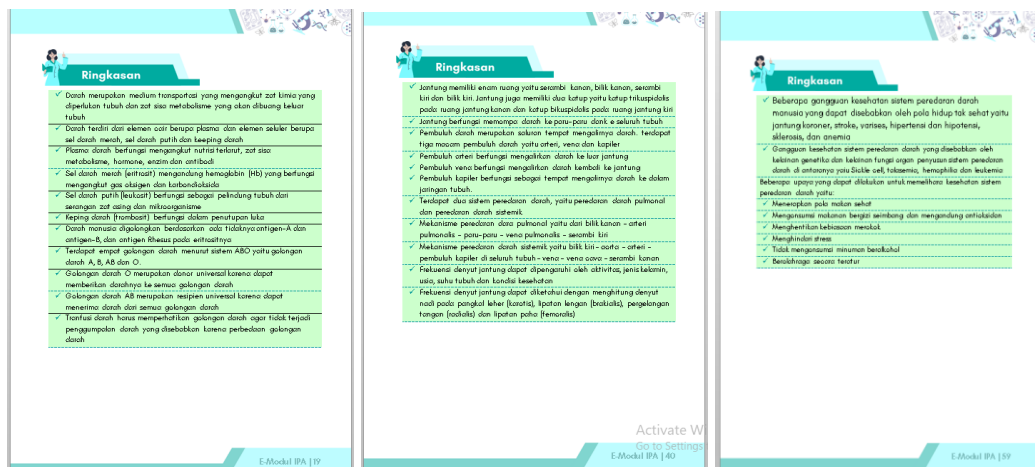 Ringkasan
✓ Darah merupakan medium transportasi yang mengangkut zat kimia yang
diperlukan tubuh dan zat sisa metabolisme yang akan dibuang keluar
tubuh
✓ Darah terdiri dari elemen cair berupa plasma dan elemen seluler berupa
sel darah merah, sel darah putih dan keeping darah
✓ Plasma darah berfungsi mengangkut nutrisi terlarut, zat sisa
metabolisme, hormone, enzim dan antibodi
✓ Sel darah merah (eritrosit) mengandung hemoglobin (Hb) yang berfungsi
mengangkut gas oksigen dan karbondioksida
✓ Sel darah putih (leukosit) berfungsi sebagai pelindung tubuh dari
serangan zat asing dan mikroorganisme
✓ Keping darah (trombosit) berfungsi dalam penutupan luka
✓ Darah manusia digolongkan berdasarkan ada tidaknya antigen-A dan
antigen-B, dan antigen Rhesus pada eritrositnya
✓ Terdapat empat golongan darah menurut sistem ABO yaitu golongan
darah A, B, AB dan O.
✓ Golongan darah O merupakan donor universal karena dapat
memberikan darahnya ke semua golongan darah
✓ Golongan darah AB merupakan resipien universal karena dapat
menerima darah dari semua golongan darah
✓ Tranfusi darah harus memperhatikan golongan darah agar tidak terjadi
penggumpalan darah yang disebabkan karena perbedaan golongan
darah
E-Modul IPA | 19
Ringkasan
✓ Jantung memiliki enam ruang yaitu serambi kanan, bilik kanan, serambi
kiri dan bilik kiri. Jantung juga memiliki dua katup yaitu katup trikuspidalis
pada ruang jantung kanan dan katup bikuspidalis pada ruang jantung kiri
✓ Jantung berfungsi memompa darah ke paru-paru dank e seluruh tubuh
✓ Pembuluh darah merupakan saluran tempat mengalirnya darah. terdapat
tiga macam pembuluh darah yaitu arteri, vena dan kapiler
✓ Pembuluh arteri berfungsi mengalirkan darah ke luar jantung
✓ Pembuluh vena berfungsi mengalirkan darah kembali ke jantung
✓ Pembuluh kapiler berfungsi sebagai tempat mengalirnya darah ke dalam
jaringan tubuh.
✓ Terdapat dua sistem peredaran darah, yaitu peredaran darah pulmonal
dan peredaran darah sistemik
✓ Mekanisme peredaran dara pulmonal yaitu dari bilik kanan – arteri
pulmonalis – paru-paru – vena pulmonalis – serambi kiri
✓ Mekanisme peredaran darah sistemik yaitu bilik kiri – aorta – arteri –
pembuluh kapiler di seluruh tubuh – vena – vena cava – serambi kanan
✓ Frekuensi denyut jantung dapat dipengaruhi oleh aktivitas, jenis kelamin,
usia, suhu tubuh dan kondisi kesehatan
✓ Frekuensi denyut jantung dapat diketahui dengan menghitung denyut
nadi pada pangkal leher (karotis), lipatan lengan (brakialis), pergelangan
tangan (radialis) dan lipatan paha (femoralis)
Activate W
Go to Settings
E-Modul IPA | 40
Ringkasan
✓ Beberapa gangguan kesehatan sistem peredaran darah
manusia yang dapat disebabkan oleh pola hidup tak sehat yaitu
jantung koroner, stroke, varises, hipertensi dan hipotensi,
sklerosis, dan anemia
✓ Gangguan kesehatan sistem peredaran darah yang disebabkan oleh
kelainan genetika dan kelainan fungsi organ penyusun sistem peredaran
darah di antaranya yaiu Sickle cell, talasemia, hemophilia dan leukemia
Beberapa upaya yang dapat dilakukan untuk memelihara kesehatan sistem
peredaran darah yaitu:
✓ Menerapkan pola makan sehat
✓ Mengonsumsi makanan bergizi seimbang dan mengandung antioksidan
✓ Menghentikan kebiasaan merokok
✓ Menghindari stress
✓ Tidak mengonsumsi minuman beralkohol
✓ Berolahraga secara teratur
E-Modul IPA | 59